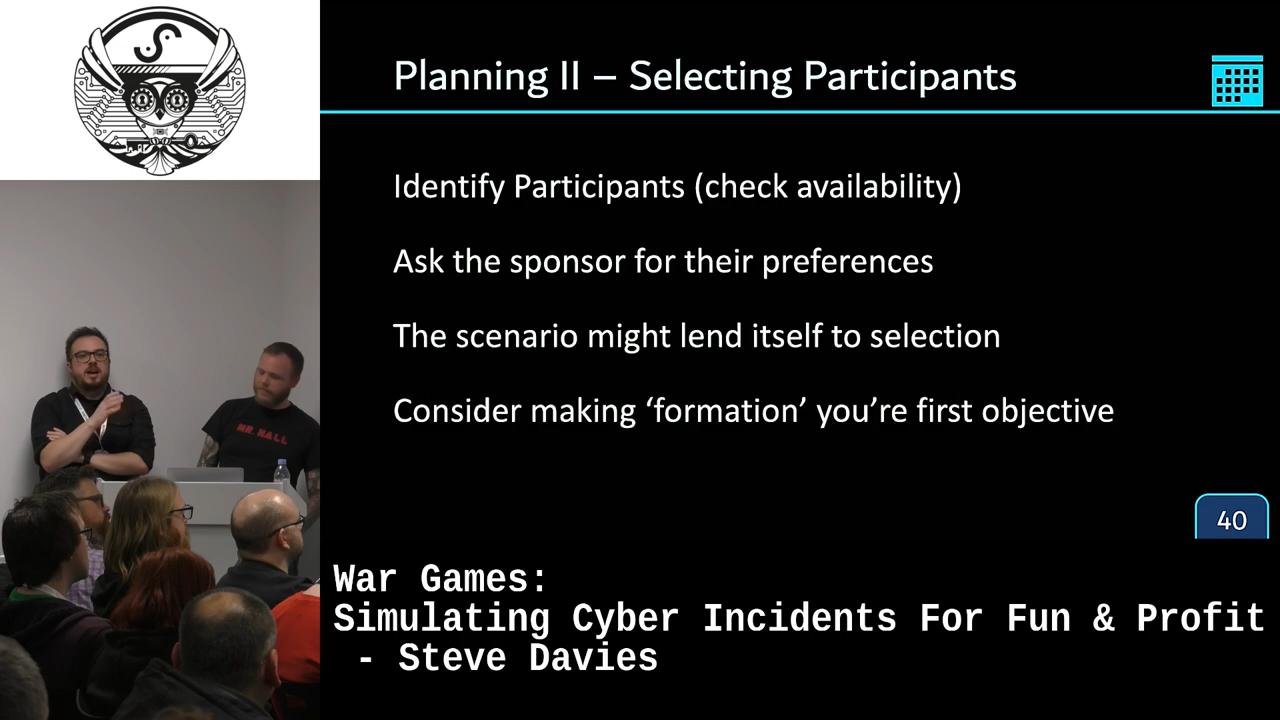 Planning II – Selecting Participants
Identify Participants (check availability)
Ask the sponsor for their preferences
The scenario might lend itself to selection
Consider making ‘formation’ you’re first objective
40
MR. HALL
War Games:
Simulating Cyber Incidents For Fun & Profit
- Steve Davies